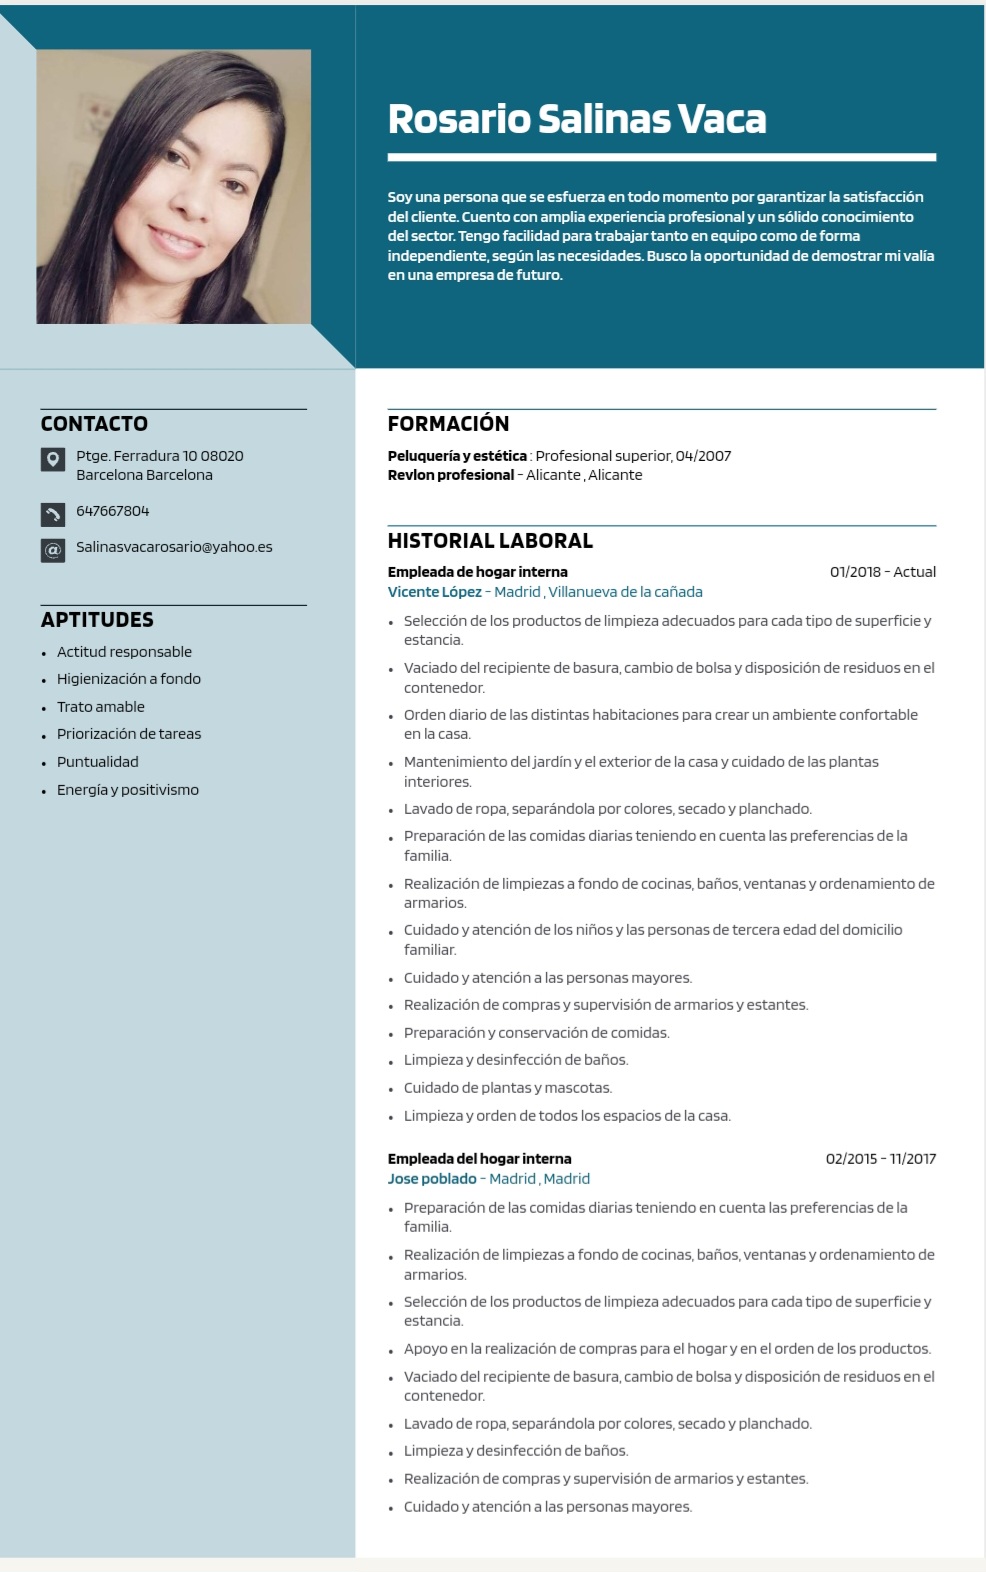 Rosario Salinas Vaca
Soy una persona que se esfuerza en todo momento por garantizar la satisfacción
del cliente. Cuento con amplia experiencia profesional y un sólido conocimiento
del sector. Tengo facilidad para trabajar tanto en equipo como de forma
independiente, según las necesidades. Busco la oportunidad de demostrar mi valía
en una empresa de futuro.
CONTACTO
Ptge. Ferradura 10 08020
Barcelona Barcelona
647667804
@
Salinasvacarosario@yahoo.es
APTITUDES
• Actitud responsable
• Higienización a fondo
• Trato amable
• Priorización de tareas
• Puntualidad
• Energía y positivismo
FORMACIÓN
Peluquería y estética : Profesional superior, 04/2007
Revlon profesional - Alicante , Alicante
HISTORIAL LABORAL
Empleada de hogar interna 01/2018 - Actual
Vicente López - Madrid , Villanueva de la cañada
• Selección de los productos de limpieza adecuados para cada tipo de superficie y
estancia.
• Vaciado del recipiente de basura, cambio de bolsa y disposición de residuos en el
contenedor.
• Orden diario de las distintas habitaciones para crear un ambiente confortable
en la casa.
• Mantenimiento del jardín y el exterior de la casa y cuidado de las plantas
interiores.
• Lavado de ropa, separándola por colores, secado y planchado.
• Preparación de las comidas diarias teniendo en cuenta las preferencias de la
familia.
• Realización de limpiezas a fondo de cocinas, baños, ventanas y ordenamiento de
armarios.
• Cuidado y atención de los niños y las personas de tercera edad del domicilio
familiar.
• Cuidado y atención a las personas mayores.
• Realización de compras y supervisión de armarios y estantes.
• Preparación y conservación de comidas.
• Limpieza y desinfección de baños.
• Cuidado de plantas y mascotas.
• Limpieza y orden de todos los espacios de la casa.
Empleada del hogar interna 02/2015 - 11/2017
Jose poblado - Madrid , Madrid
• Preparación de las comidas diarias teniendo en cuenta las preferencias de la
familia.
• Realización de limpiezas a fondo de cocinas, baños, ventanas y ordenamiento de
armarios.
• Selección de los productos de limpieza adecuados para cada tipo de superficie y
estancia.
• Apoyo en la realización de compras para el hogar y en el orden de los productos.
• Vaciado del recipiente de basura, cambio de bolsa y disposición de residuos en el
contenedor.
• Lavado de ropa, separándola por colores, secado y planchado.
• Limpieza y desinfección de baños.
• Realización de compras y supervisión de armarios y estantes.
• Cuidado y atención a las personas mayores.